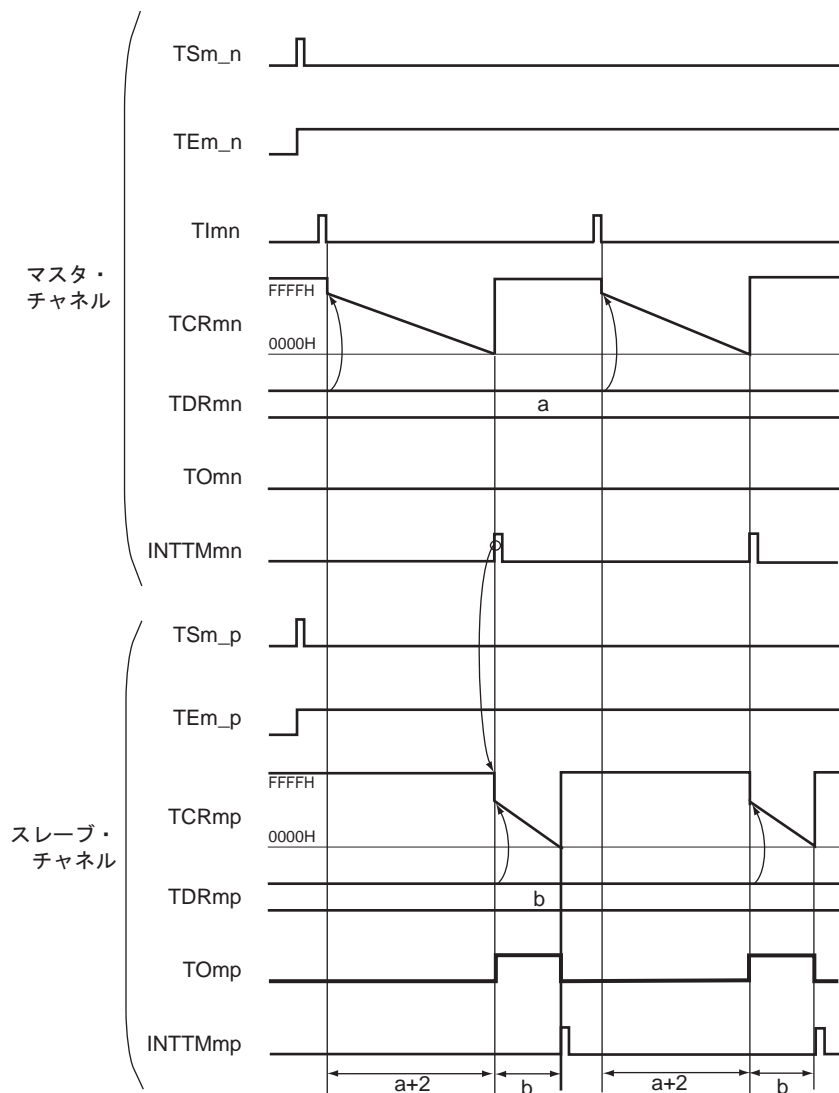 TSm_n
TEm_n
TImn
マスタ・
チャネル
FFFFH
TCRmn
0000H
TDRmn
a
TOmn
INTTMmn
TSm_p
TEm_p
FFFFH
TCRmp
0000H
スレーブ・
チャネル
TDRmp
b
TOmp
INTTMmp
a+2 b a+2 b